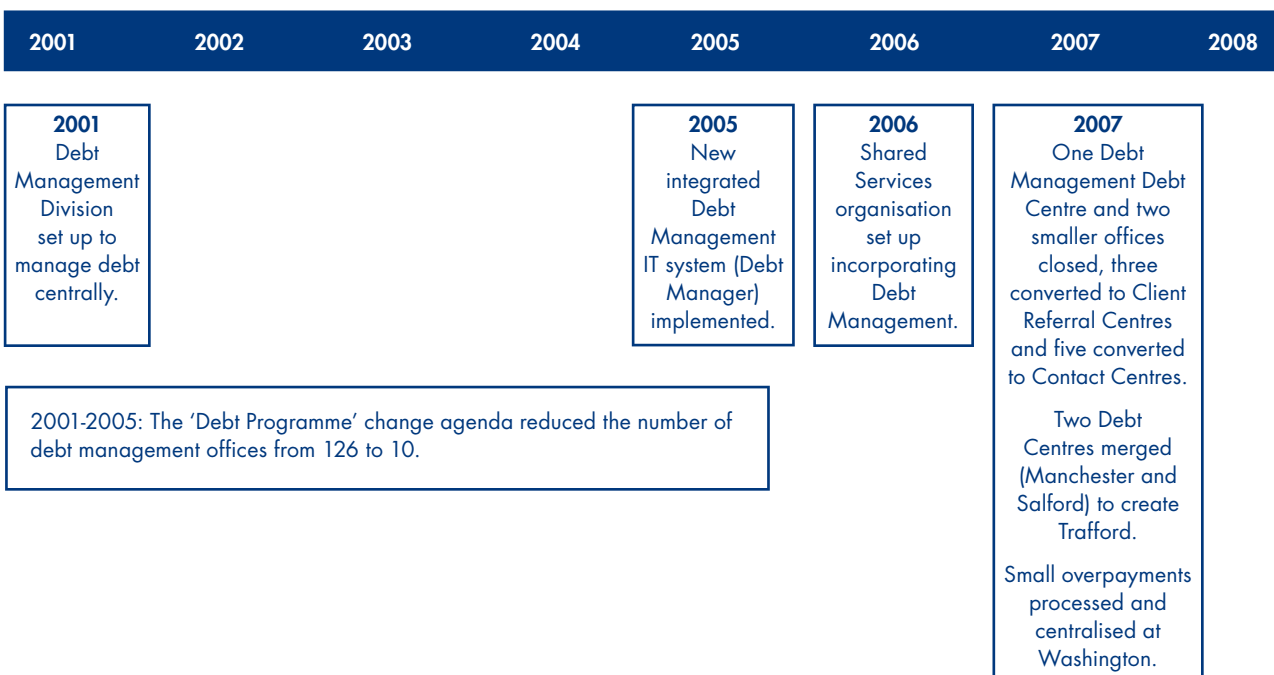 2001 2002 2003 2004 2005 2006 2007 2008
2001
Debt
Management
Division
set up to
manage debt
centrally.
2005
New
integrated
Debt
Management
IT system (Debt
Manager)
implemented.
2006
Shared
Services
organisation
set up
incorporating
Debt
Management.
2007
One Debt
Management Debt
Centre and two
smaller offices
closed, three
converted to Client
Referral Centres
and five converted
to Contact Centres.
Two Debt
Centres merged
(Manchester and
Salford) to create
Trafford.
Small overpayments
processed and
centralised at
Washington.
2001-2005: The ‘Debt Programme’ change agenda reduced the number of
debt management offices from 126 to 10.